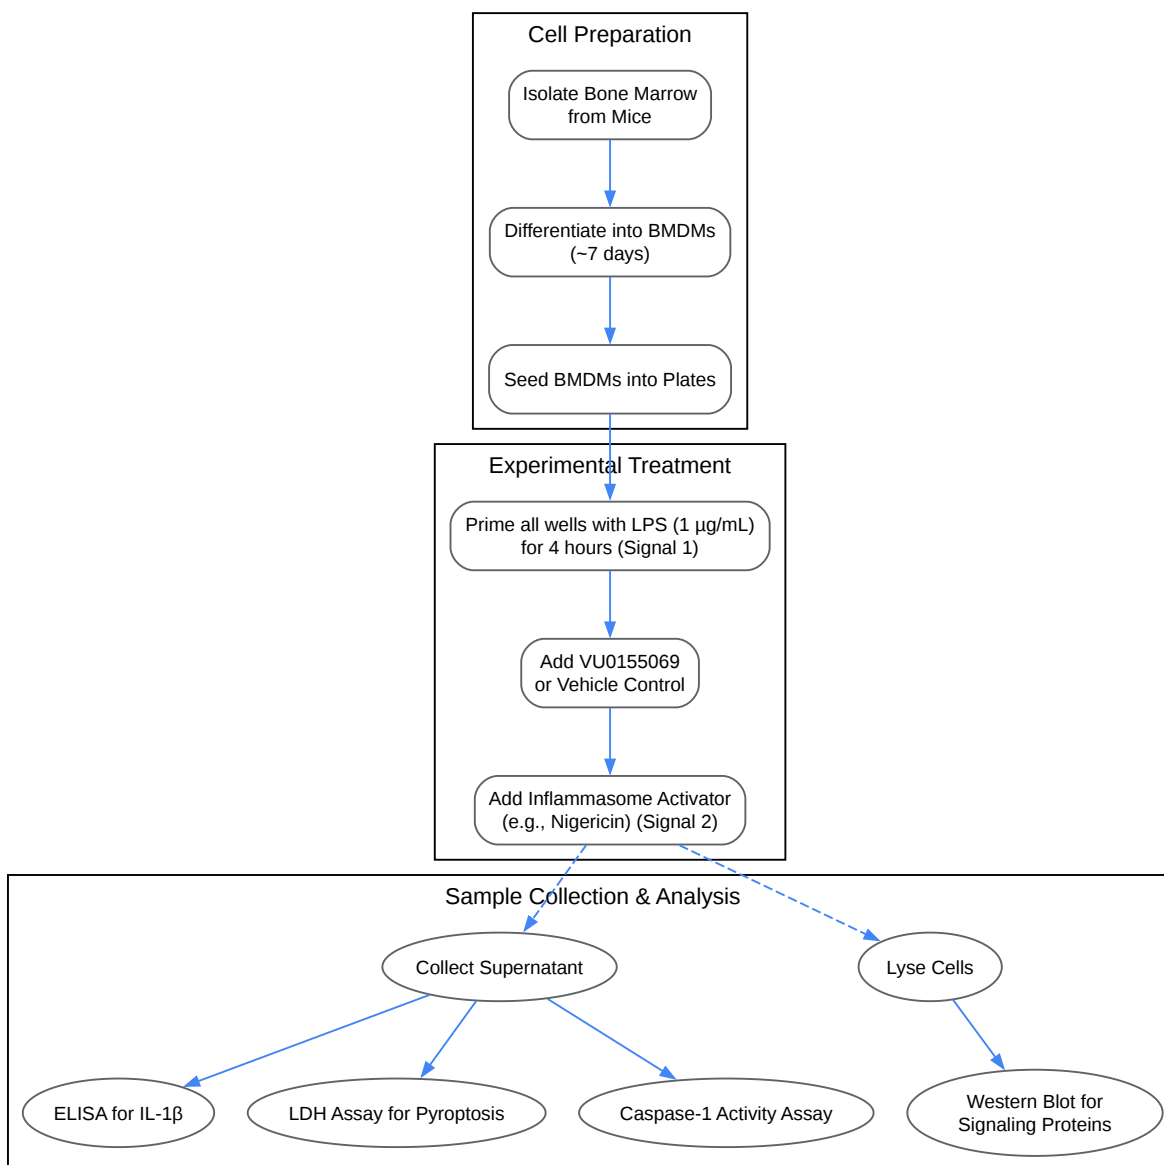 Cell Preparation
Isolate Bone Marrow
from Mice
Differentiate into BMDMs
(~7 days)
Seed BMDMs into Plates
Experimental Treatment
Prime all wells with LPS (1 µg/mL)
for 4 hours (Signal 1)
Add VU0155069
or Vehicle Control
Add Inflammasome Activator
(e.g., Nigericin) (Signal 2)
Sample Collection & Analysis
Collect Supernatant
Lyse Cells
ELISA for IL-1β
LDH Assay for Pyroptosis
Caspase-1 Activity Assay
Western Blot for
Signaling Proteins